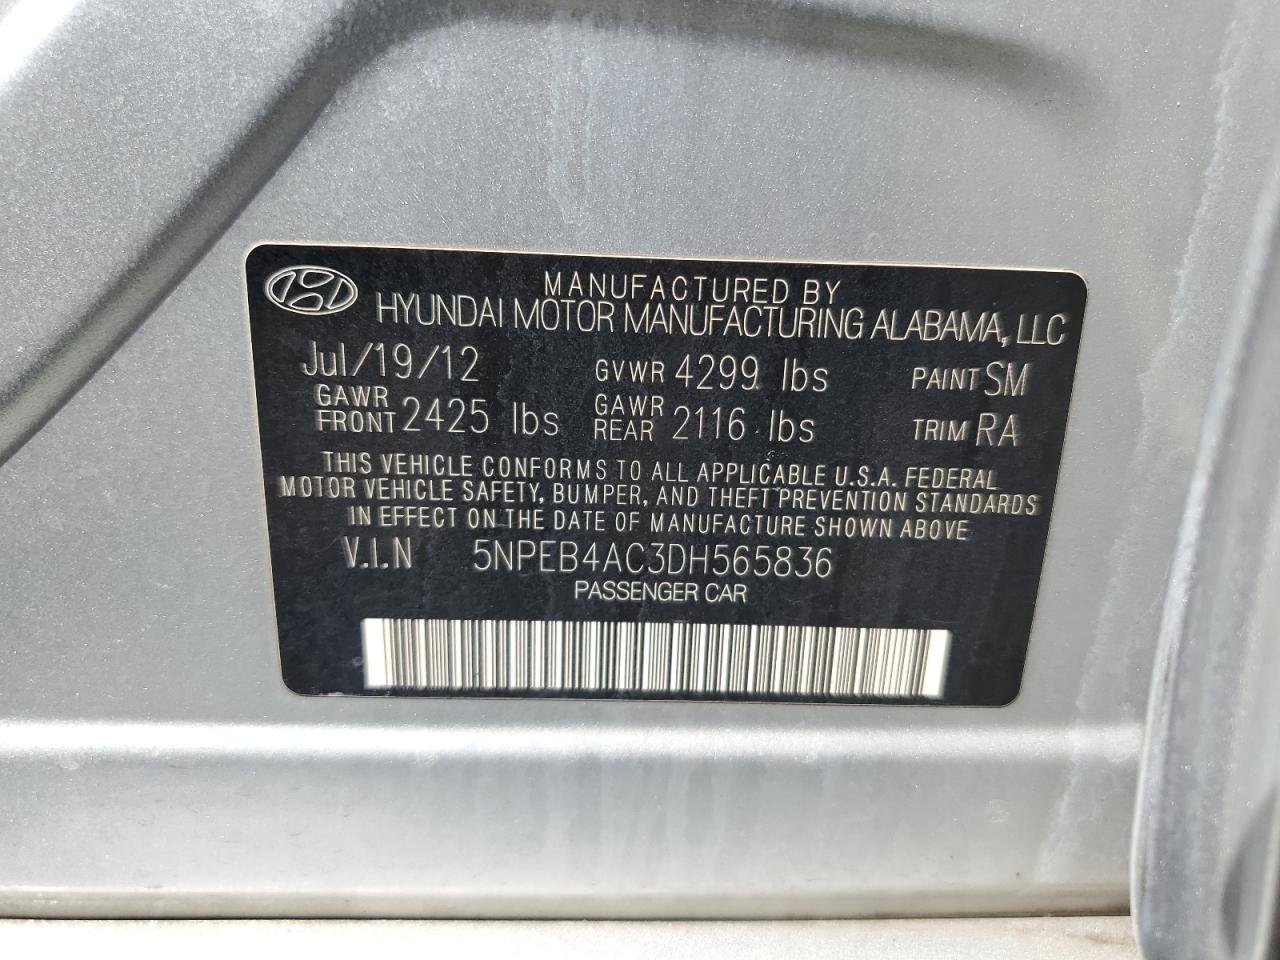 MANUFACTURED BY
HYUNDAI MOTOR MANUFACTURING ALABAMA, LLC
Jul/19/12 GVWR 4299 lbs PAINT SM
GAWR FRONT 2425 lbs GAWR REAR 2116 lbs TRIM RA
THIS VEHICLE CONFORMS TO ALL APPLICABLE U.S.A. FEDERAL
MOTOR VEHICLE SAFETY, BUMPER, AND THEFT PREVENTION STANDARDS
IN EFFECT ON THE DATE OF MANUFACTURE SHOWN ABOVE
V.I.N 5NPEB4AC3DH565836
PASSENGER CAR